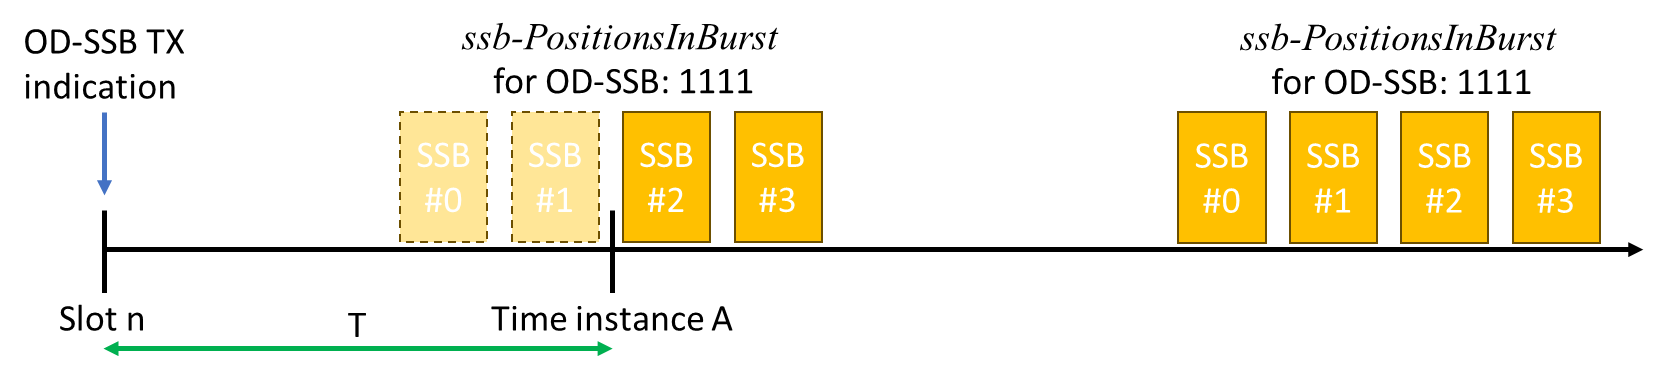 OD-SSB TX
indication
ssb-PositionsInBurst
for OD-SSB: 1111
ssb-PositionsInBurst
for OD-SSB: 1111
SSB
#0
SSB
#1
SSB
#2
SSB
#3
SSB
#0
SSB
#1
SSB
#2
SSB
#3
Slot n
T
Time instance A